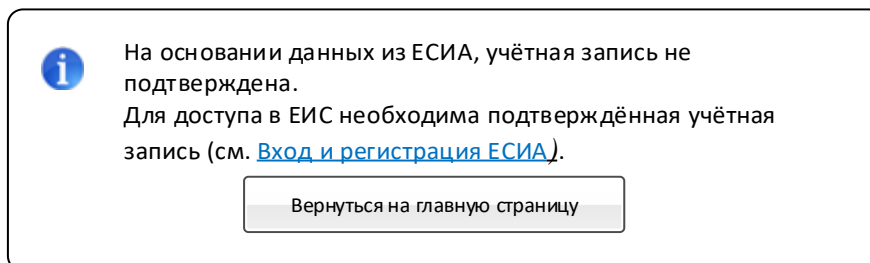 На основании данных из ЕСИА, учётная запись не
подтверждена.
Для доступа в ЕИС необходима подтверждённая учётная
запись (см. Вход и регистрация ЕСИА).
Вернуться на главную страницу